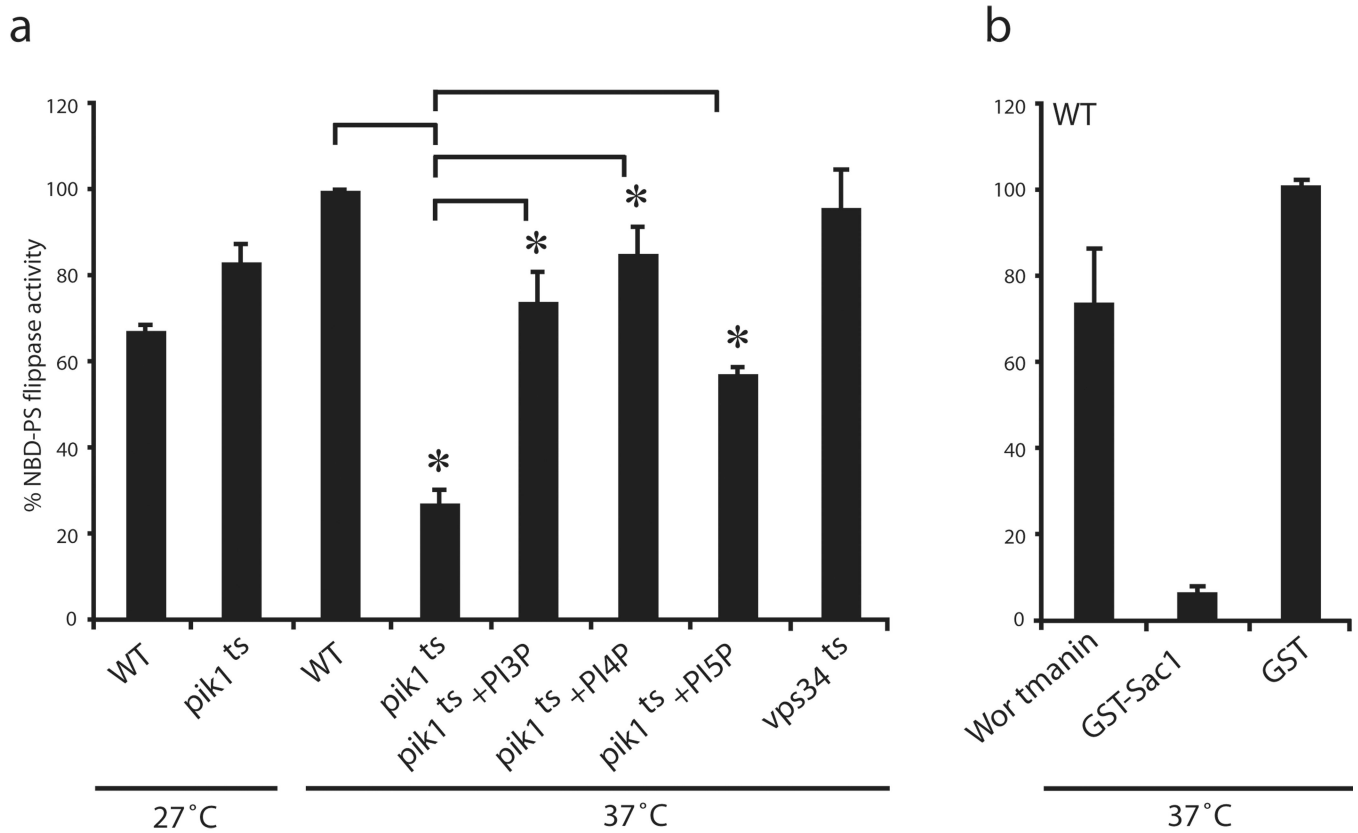 a
% NBD-PS flippase activity
120
100
80
60
40
20
0
*
*
*
*
WT
pik1 ts
WT
pik1 ts
pik1 ts +PI3P
pik1 ts +PI4P
pik1 ts +PI5P
vps34 ts
27°C
37°C
b
WT
120
100
80
60
40
20
0
Wor tmanin
GST-Sac1
GST
37°C